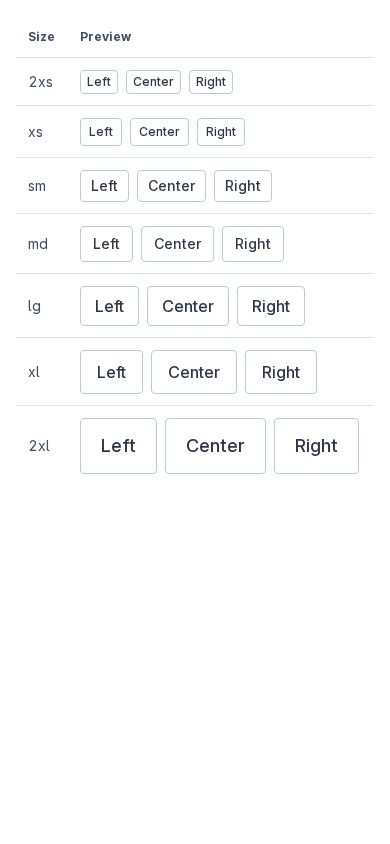 Size Preview
2xs Left Center Right
xs Left Center Right
sm Left Center Right
md Left Center Right
lg Left Center Right
xl Left Center Right
2xl Left Center Right